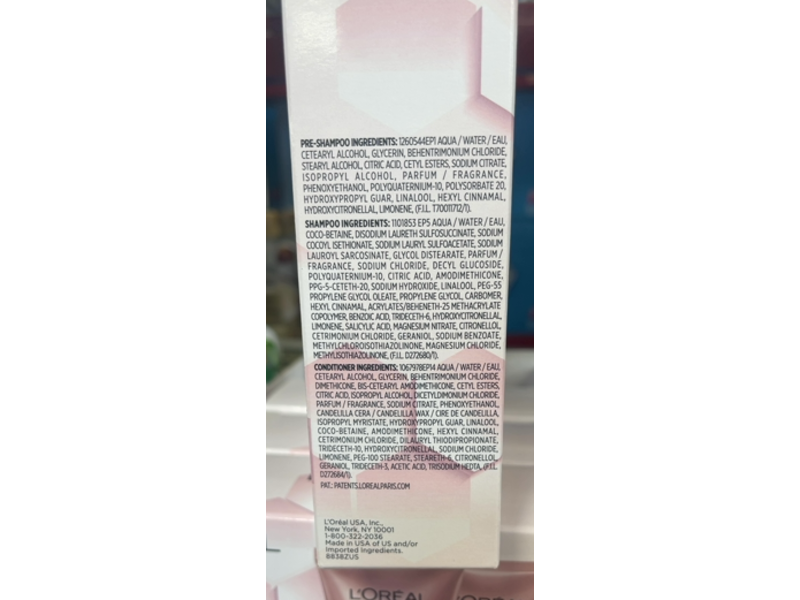 PRE-SHAMPOO INGREDIENTS: 1260544EP1 AQUA / WATER / EAU,
CETEARYL ALCOHOL, GLYCERIN, BEHENTRIMONIUM CHLORIDE,
STEARYL ALCOHOL, CITRIC ACID, CETYL ESTERS, SODIUM CITRATE,
ISOPROPYL ALCOHOL, PARFUM / FRAGRANCE,
PHENOXYETHANOL, POLYQUATERNIUM-10, POLYSORBATE 20,
HYDROXYPROPYL GUAR, LINALOOL, HEXYL CINNAMAL,
HYDROXYCITRONELLAL, LIMONENE, (F.I.L. T70011712/1).
SHAMPOO INGREDIENTS: 1101853 EP5 AQUA / WATER / EAU,
COCO-BETAINE, DISODIUM LAURETH SULFOSUCCINATE, SODIUM
COCOYL ISETHIONATE, SODIUM LAURYL SULFOACETATE, SODIUM
LAUROYL SARCOSINATE, GLYCOL DISTEARATE, PARFUM /
FRAGRANCE, SODIUM CHLORIDE, DECYL GLUCOSIDE,
POLYQUATERNIUM-10, CITRIC ACID, AMODIMETHICONE,
PPG-5-CETETH-20, SODIUM HYDROXIDE, LINALOOL, PEG-55
PROPYLENE GLYCOL OLEATE, PROPYLENE GLYCOL, CARBOMER,
HEXYL CINNAMAL, ACRYLATES/BEHENETH-25 METHACRYLATE
COPOLYMER, BENZOIC ACID, TRIDECETH-6, HYDROXYCITRONELLAL,
LIMONENE, SALICYLIC ACID, MAGNESIUM NITRATE, CITRONELLOL,
CETRIMONIUM CHLORIDE, GERANIOL, SODIUM BENZOATE,
METHYLCHLOROISOTHIAZOLINONE, MAGNESIUM CHLORIDE,
METHYLISOTHIAZOLINONE, (F.I.L. D272680/1).
CONDITIONER INGREDIENTS: 1067978EP14 AQUA / WATER / EAU,
CETEARYL ALCOHOL, GLYCERIN, BEHENTRIMONIUM CHLORIDE,
DIMETHICONE, BIS-CETEARYL AMODIMETHICONE, CETYL ESTERS,
CITRIC ACID, ISOPROPYL ALCOHOL, DICETYLDIMONIUM CHLORIDE,
PARFUM / FRAGRANCE, SODIUM CITRATE, PHENOXYETHANOL,
CANDELILLA CERA / CANDELILLA WAX / CIRE DE CANDELILLA,
ISOPROPYL MYRISTATE, HYDROXYPROPYL GUAR, LINALOOL,
COCO-BETAINE, AMODIMETHICONE, HEXYL CINNAMAL,
CETRIMONIUM CHLORIDE, DILAURYL THIODIPROPIONATE,
TRIDECETH-10, HYDROXYCITRONELLAL, SODIUM CHLORIDE,
LIMONENE, PEG-100 STEARATE, STEARETH-6, CITRONELLOL,
GERANIOL, TRIDECETH-3, ACETIC ACID, TRISODIUM HEDTA, (F.I.L.
D272684/1).
PAT.: PATENTS.LOREALPARIS.COM
L'Oréal USA, Inc.,
New York, NY 10001
1-800-322-2036
Made in USA of US and/or
Imported Ingredients.
8838ZUS
L'ORÉAL